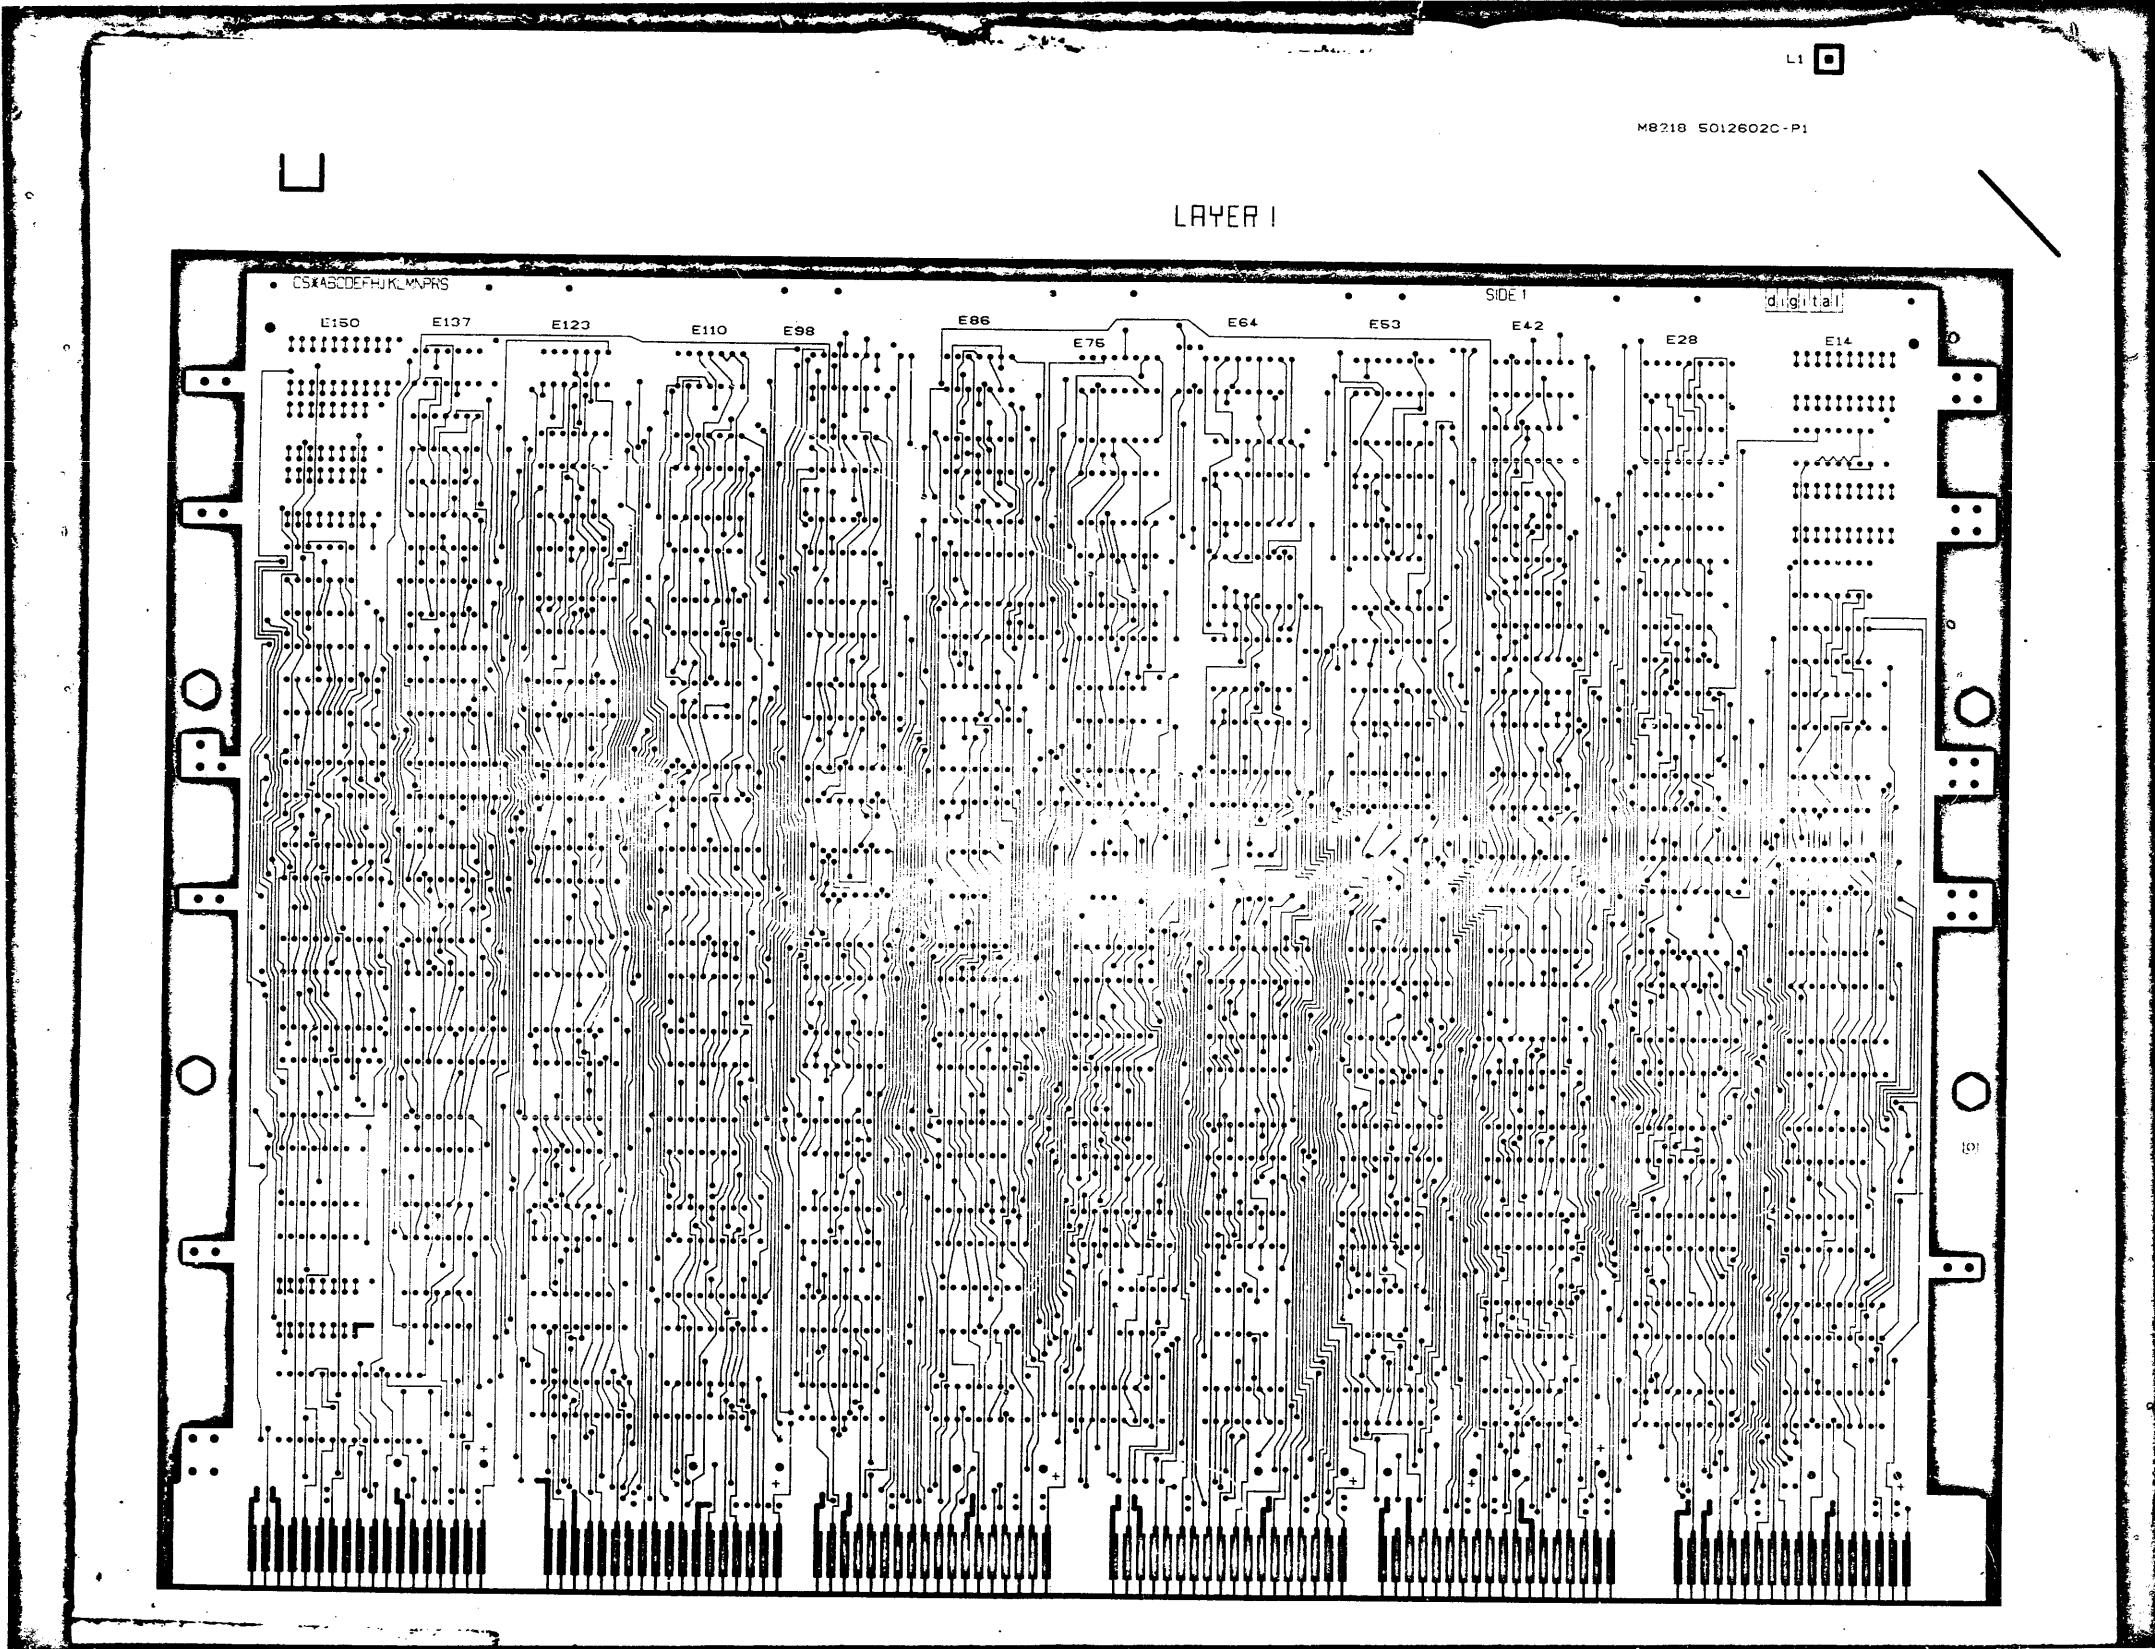 L1
M8218 5012602C-P1
LAYER 1
CS*ABCDEFHJKLMNPRS
SIDE 1
digital
E150
E137
E123
E110
E98
E86
E75
E64
E53
E42
E28
E14